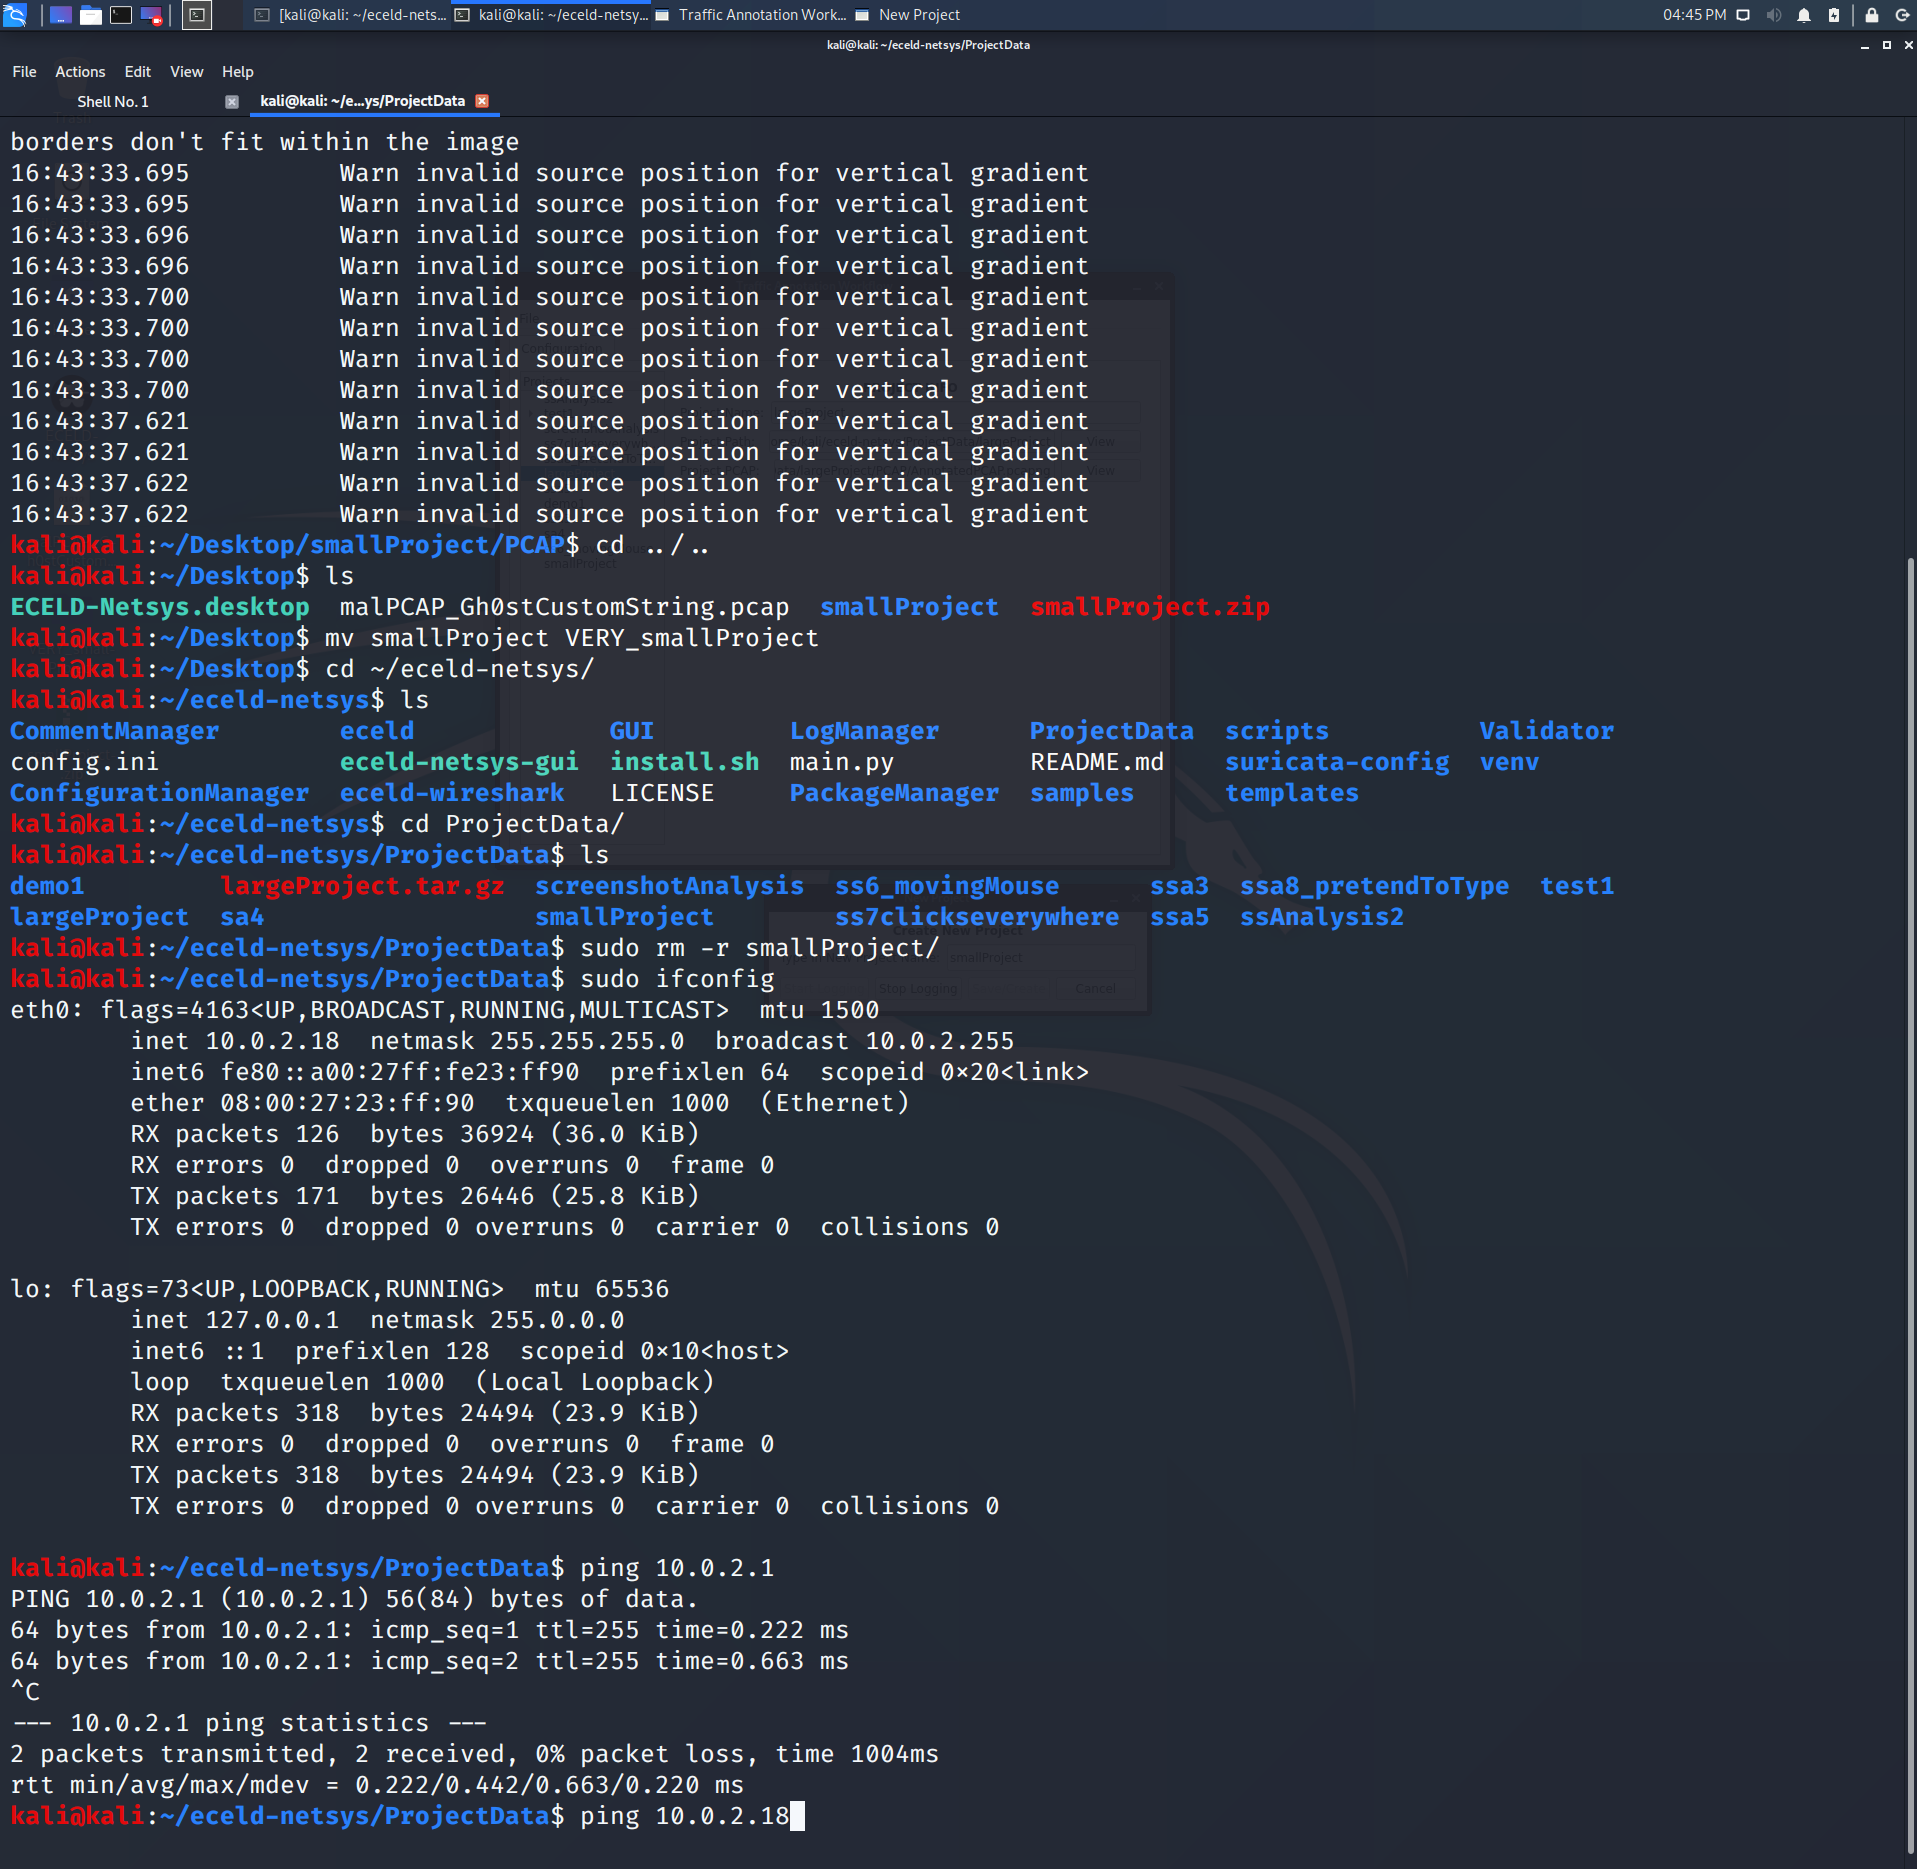 [kali@kali: ~/eceld-nets... kali@kali: ~/eceld-netsy... Traffic Annotation Work... New Project 04:45 PM
kali@kali: ~/eceld-netsys/ProjectData
File Actions Edit View Help
Shell No. 1 kali@kali: ~/e...ys/ProjectData
borders don't fit within the image
16:43:33.695          Warn invalid source position for vertical gradient
16:43:33.695          Warn invalid source position for vertical gradient
16:43:33.696          Warn invalid source position for vertical gradient
16:43:33.696          Warn invalid source position for vertical gradient
16:43:33.700          Warn invalid source position for vertical gradient
16:43:33.700          Warn invalid source position for vertical gradient
16:43:33.700          Warn invalid source position for vertical gradient
16:43:33.700          Warn invalid source position for vertical gradient
16:43:37.621          Warn invalid source position for vertical gradient
16:43:37.621          Warn invalid source position for vertical gradient
16:43:37.622          Warn invalid source position for vertical gradient
16:43:37.622          Warn invalid source position for vertical gradient
kali@kali:~/Desktop/smallProject/PCAP$ cd ../..
kali@kali:~/Desktop$ ls
ECELD-Netsys.desktop  malPCAP_Gh0stCustomString.pcap  smallProject  smallProject.zip
kali@kali:~/Desktop$ mv smallProject VERY_smallProject
kali@kali:~/Desktop$ cd ~/eceld-netsys/
kali@kali:~/eceld-netsys$ ls
CommentManager        eceld             GUI         LogManager      ProjectData  scripts          Validator
config.ini            eceld-netsys-gui  install.sh  main.py         README.md    suricata-config  venv
ConfigurationManager  eceld-wireshark   LICENSE     PackageManager  samples      templates
kali@kali:~/eceld-netsys$ cd ProjectData/
kali@kali:~/eceld-netsys/ProjectData$ ls
demo1         largeProject.tar.gz  screenshotAnalysis  ss6_movingMouse      ssa3  ssa8_pretendToType  test1
largeProject  sa4                  smallProject        ss7clickseverywhere  ssa5  ssAnalysis2
kali@kali:~/eceld-netsys/ProjectData$ sudo rm -r smallProject/
kali@kali:~/eceld-netsys/ProjectData$ sudo ifconfig
eth0: flags=4163<UP,BROADCAST,RUNNING,MULTICAST>  mtu 1500
        inet 10.0.2.18  netmask 255.255.255.0  broadcast 10.0.2.255
        inet6 fe80::a00:27ff:fe23:ff90  prefixlen 64  scopeid 0×20<link>
        ether 08:00:27:23:ff:90  txqueuelen 1000  (Ethernet)
        RX packets 126  bytes 36924 (36.0 KiB)
        RX errors 0  dropped 0  overruns 0  frame 0
        TX packets 171  bytes 26446 (25.8 KiB)
        TX errors 0  dropped 0 overruns 0  carrier 0  collisions 0
lo: flags=73<UP,LOOPBACK,RUNNING>  mtu 65536
        inet 127.0.0.1  netmask 255.0.0.0
        inet6 ::1  prefixlen 128  scopeid 0×10<host>
        loop  txqueuelen 1000  (Local Loopback)
        RX packets 318  bytes 24494 (23.9 KiB)
        RX errors 0  dropped 0  overruns 0  frame 0
        TX packets 318  bytes 24494 (23.9 KiB)
        TX errors 0  dropped 0 overruns 0  carrier 0  collisions 0
kali@kali:~/eceld-netsys/ProjectData$ ping 10.0.2.1
PING 10.0.2.1 (10.0.2.1) 56(84) bytes of data.
64 bytes from 10.0.2.1: icmp_seq=1 ttl=255 time=0.222 ms
64 bytes from 10.0.2.1: icmp_seq=2 ttl=255 time=0.663 ms
^C
--- 10.0.2.1 ping statistics ---
2 packets transmitted, 2 received, 0% packet loss, time 1004ms
rtt min/avg/max/mdev = 0.222/0.442/0.663/0.220 ms
kali@kali:~/eceld-netsys/ProjectData$ ping 10.0.2.18
Create New Project
smallProject
Stop Logging
Cancel